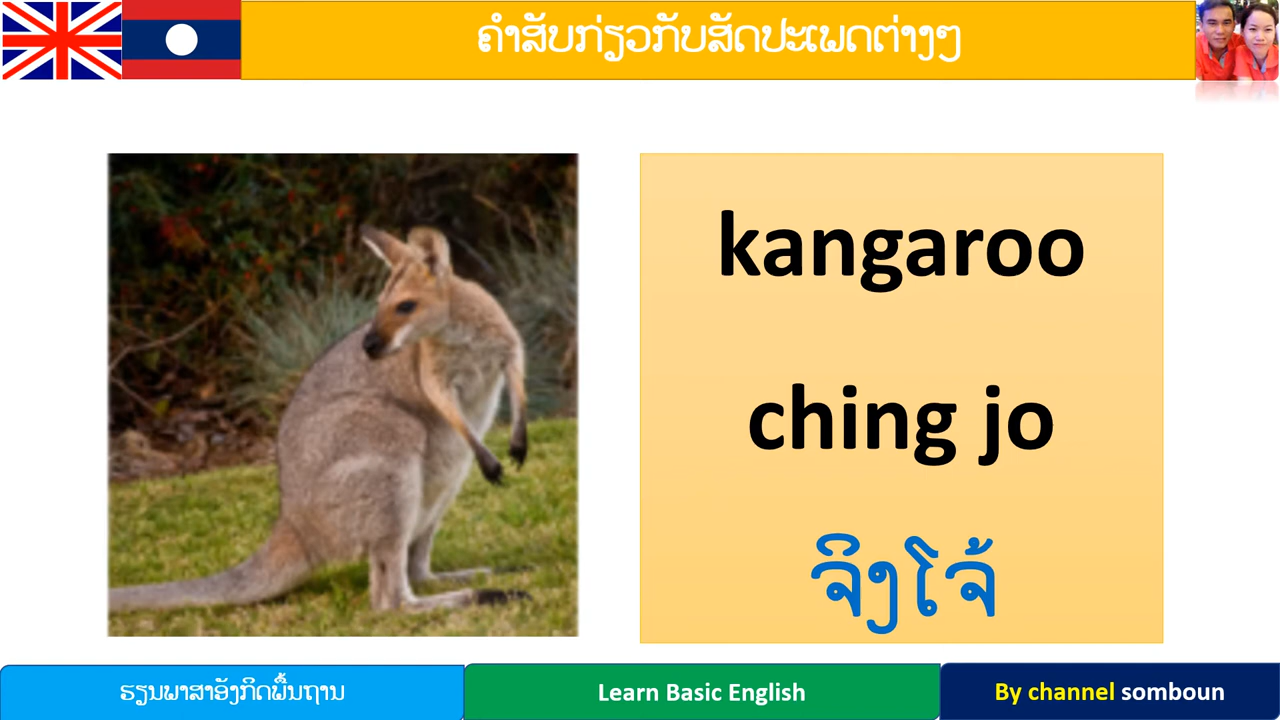 ຄຳສັບກ່ຽວກັບສັດປະເພດຕ່າງໆ
kangaroo
ching jo
ຈິງໂຈ້
ຮຽນພາສາອັງກິດພື້ນຖານ
Learn Basic English
By channel somboun